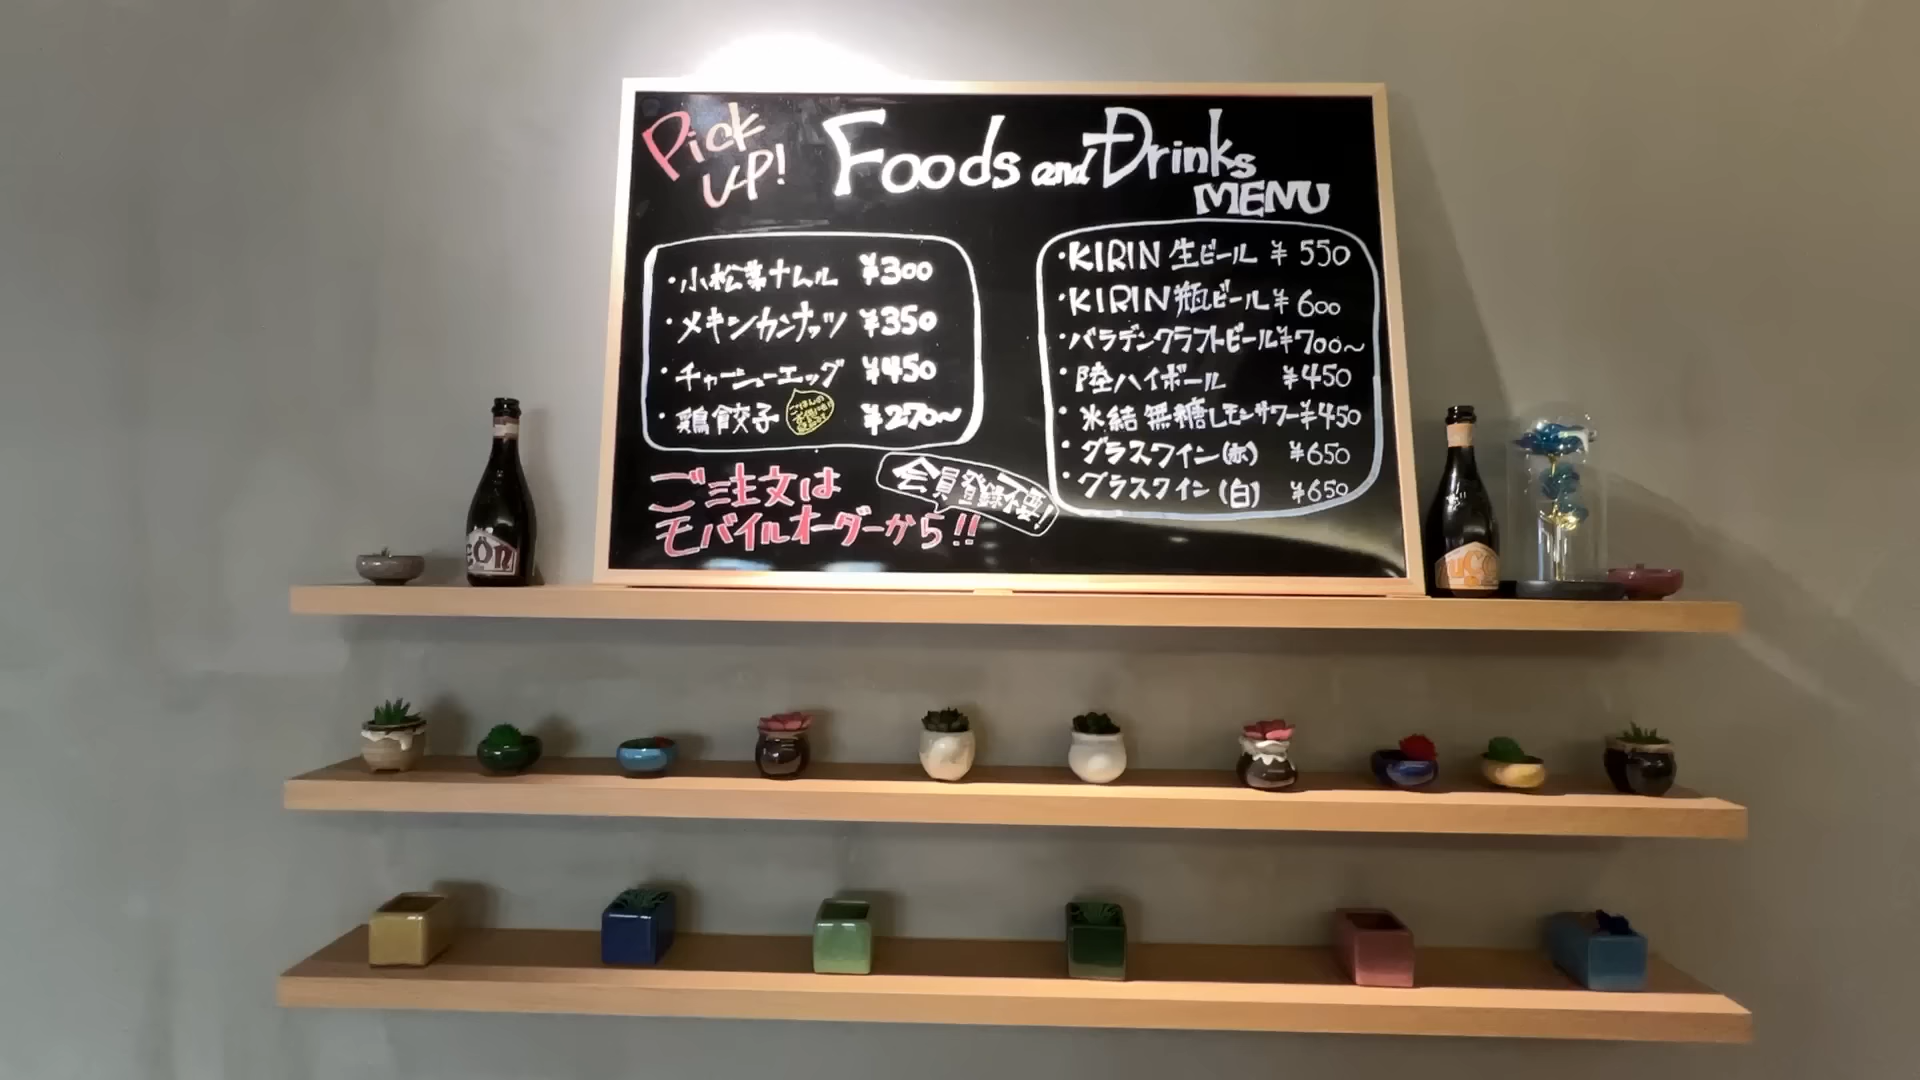 Pick UP!
Foods and Drinks
MENU
・小松菜ナムル ¥300
・メキシカンナッツ ¥350
・チャーシューエッグ ¥450
・鶏餃子 ¥270〜
ご注文は
モバイルオーダーから!!
会員登録不要!
・KIRIN 生ビール ¥550
・KIRIN 瓶ビール ¥600
・バラデンクラフトビール ¥700〜
・陸ハイボール ¥450
・氷結 無糖レモンサワー ¥450
・グラスワイン(赤) ¥650
・グラスワイン(白) ¥650